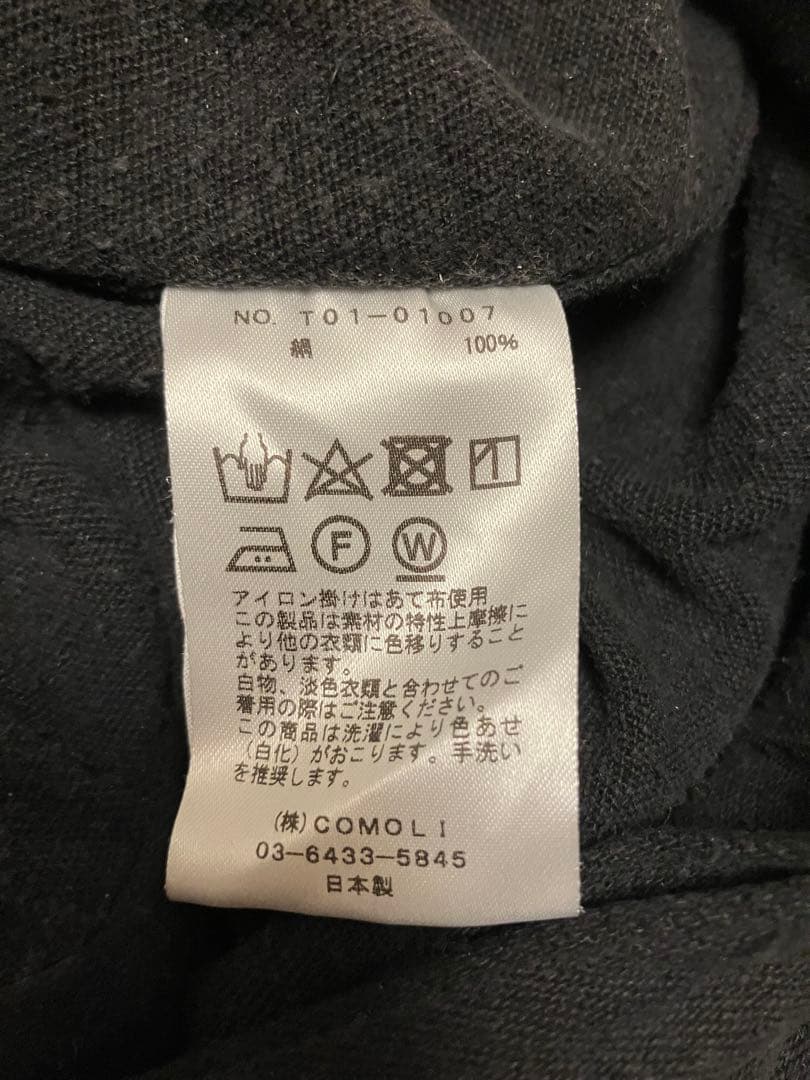 NO. T01-01007
絹 100%
F W
アイロン掛けはあて布使用
この製品は素材の特性上摩擦に
より他の衣類に色移りすること
があります。
白物、淡色衣類と合わせてのご
着用の際はご注意ください。
この商品は洗濯により色あせ
(白化)がおこります。手洗い
を推奨します。
(株)COMOLI
03-6433-5845
日本製